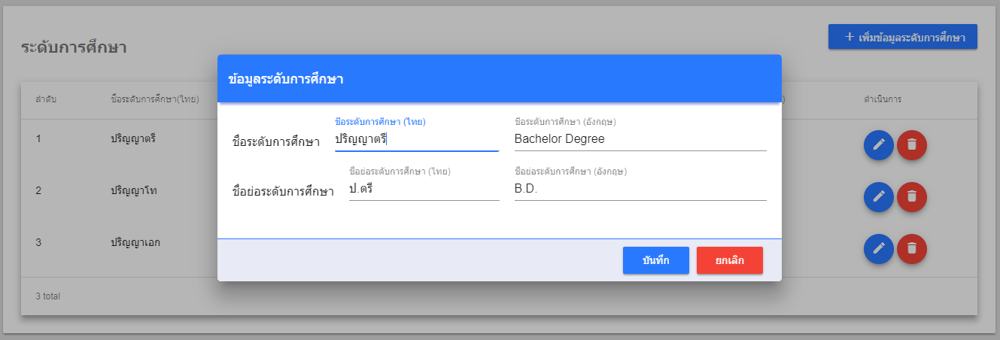 ระดับการศึกษา
+ เพิ่มข้อมูลระดับการศึกษา
ข้อมูลระดับการศึกษา
ลำดับ ชื่อระดับการศึกษา(ไทย) ดำเนินการ
ชื่อระดับการศึกษา (ไทย) ชื่อระดับการศึกษา (อังกฤษ)
1 ปริญญาตรี
ชื่อระดับการศึกษา ปริญญาตรี Bachelor Degree
ชื่อย่อระดับการศึกษา (ไทย) ชื่อย่อระดับการศึกษา (อังกฤษ)
2 ปริญญาโท
ชื่อย่อระดับการศึกษา ป.ตรี B.D.
3 ปริญญาเอก
บันทึก ยกเลิก
3 total